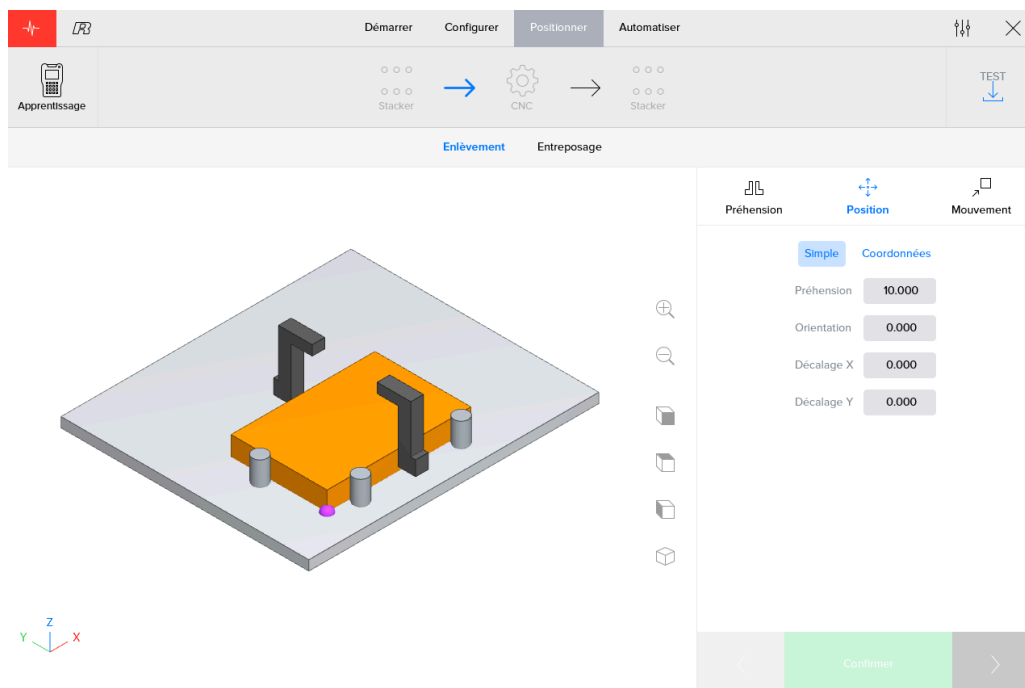 Démarrer Configurer Positionner Automatiser
Apprentissage
Stacker CNC Stacker
TEST
Enlèvement Entreposage
Préhension Position Mouvement
Simple Coordonnées
Préhension 10.000
Orientation 0.000
Décalage X 0.000
Décalage Y 0.000
Z
Y X
Confirmer